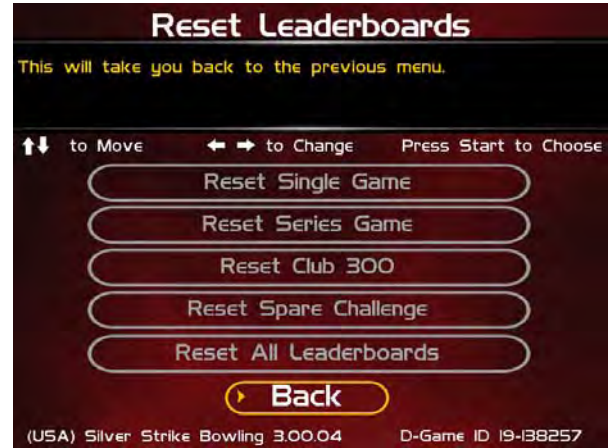 Reset Leaderboards
This will take you back to the previous menu.
to Move to Change Press Start to Choose
Reset Single Game
Reset Series Game
Reset Club 300
Reset Spare Challenge
Reset All Leaderboards
Back
(USA) Silver Strike Bowling 3.00.04 D-Game ID 19-138257